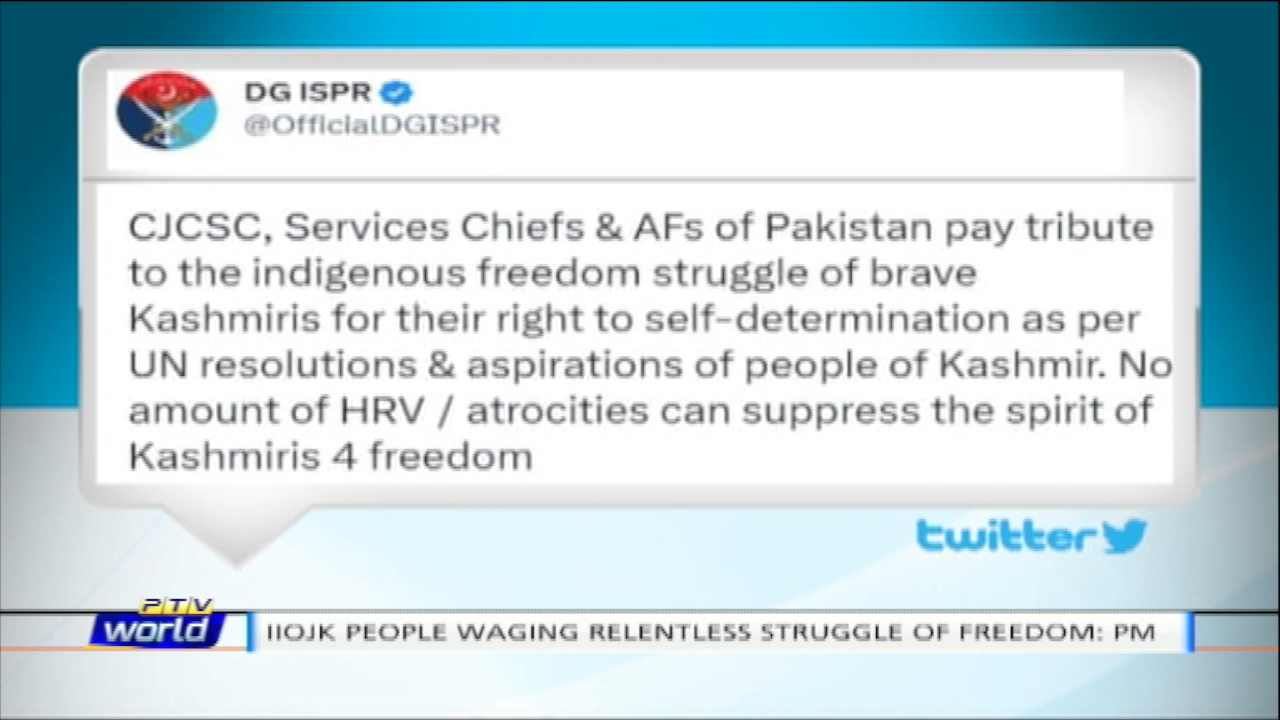 DG ISPR
@OfficialDGISPR
CJCSC, Services Chiefs & AFs of Pakistan pay tribute
to the indigenous freedom struggle of brave
Kashmiris for their right to self-determination as per
UN resolutions & aspirations of people of Kashmir. No
amount of HRV / atrocities can suppress the spirit of
Kashmiris 4 freedom
twitter
PTV
world
IIOJK PEOPLE WAGING RELENTLESS STRUGGLE OF FREEDOM: PM